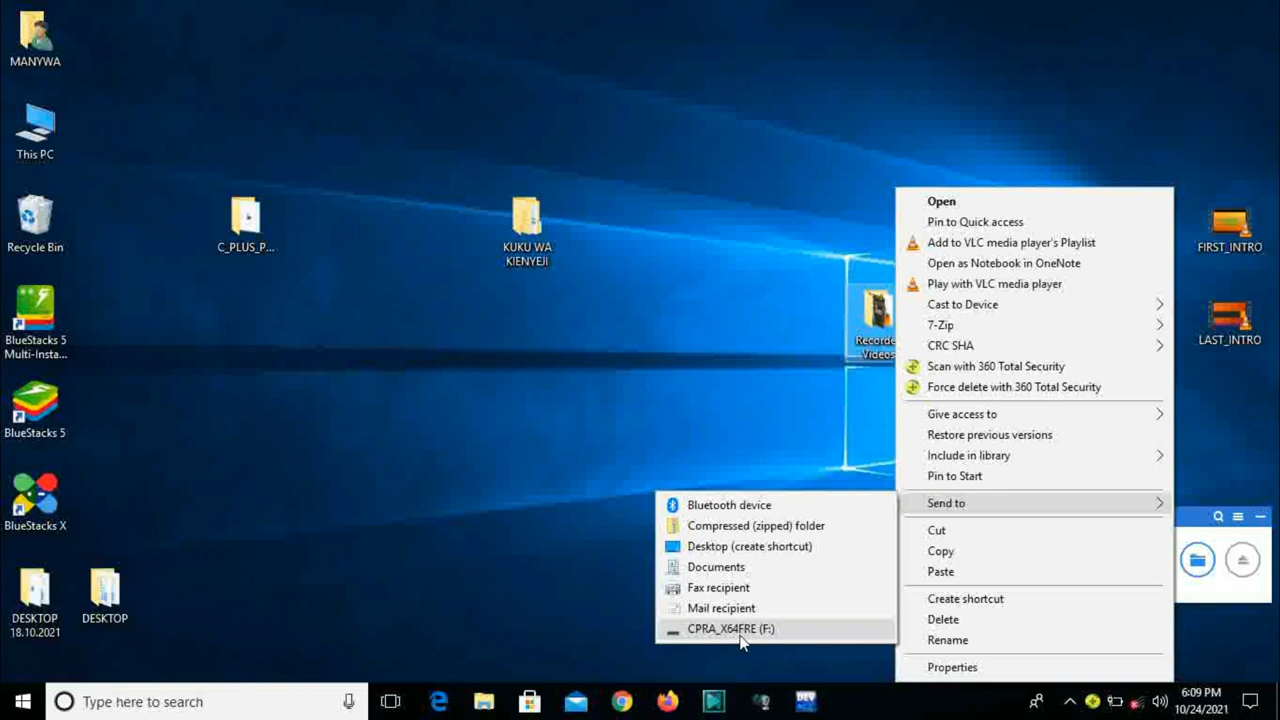 MANYWA
This PC
Recycle Bin
BlueStacks 5
Multi-Insta...
BlueStacks 5
BlueStacks X
DESKTOP
18.10.2021
DESKTOP
C_PLUS_P...
KUKU WA
KIENYEJI
Recorde
Videos
FIRST_INTRO
LAST_INTRO
Open
Pin to Quick access
Add to VLC media player's Playlist
Open as Notebook in OneNote
Play with VLC media player
Cast to Device
7-Zip
CRC SHA
Scan with 360 Total Security
Force delete with 360 Total Security
Give access to
Restore previous versions
Include in library
Pin to Start
Send to
Cut
Copy
Paste
Create shortcut
Delete
Rename
Properties
Bluetooth device
Compressed (zipped) folder
Desktop (create shortcut)
Documents
Fax recipient
Mail recipient
CPRA_X64FRE (F:)
Type here to search
DEV
6:09 PM
10/24/2021